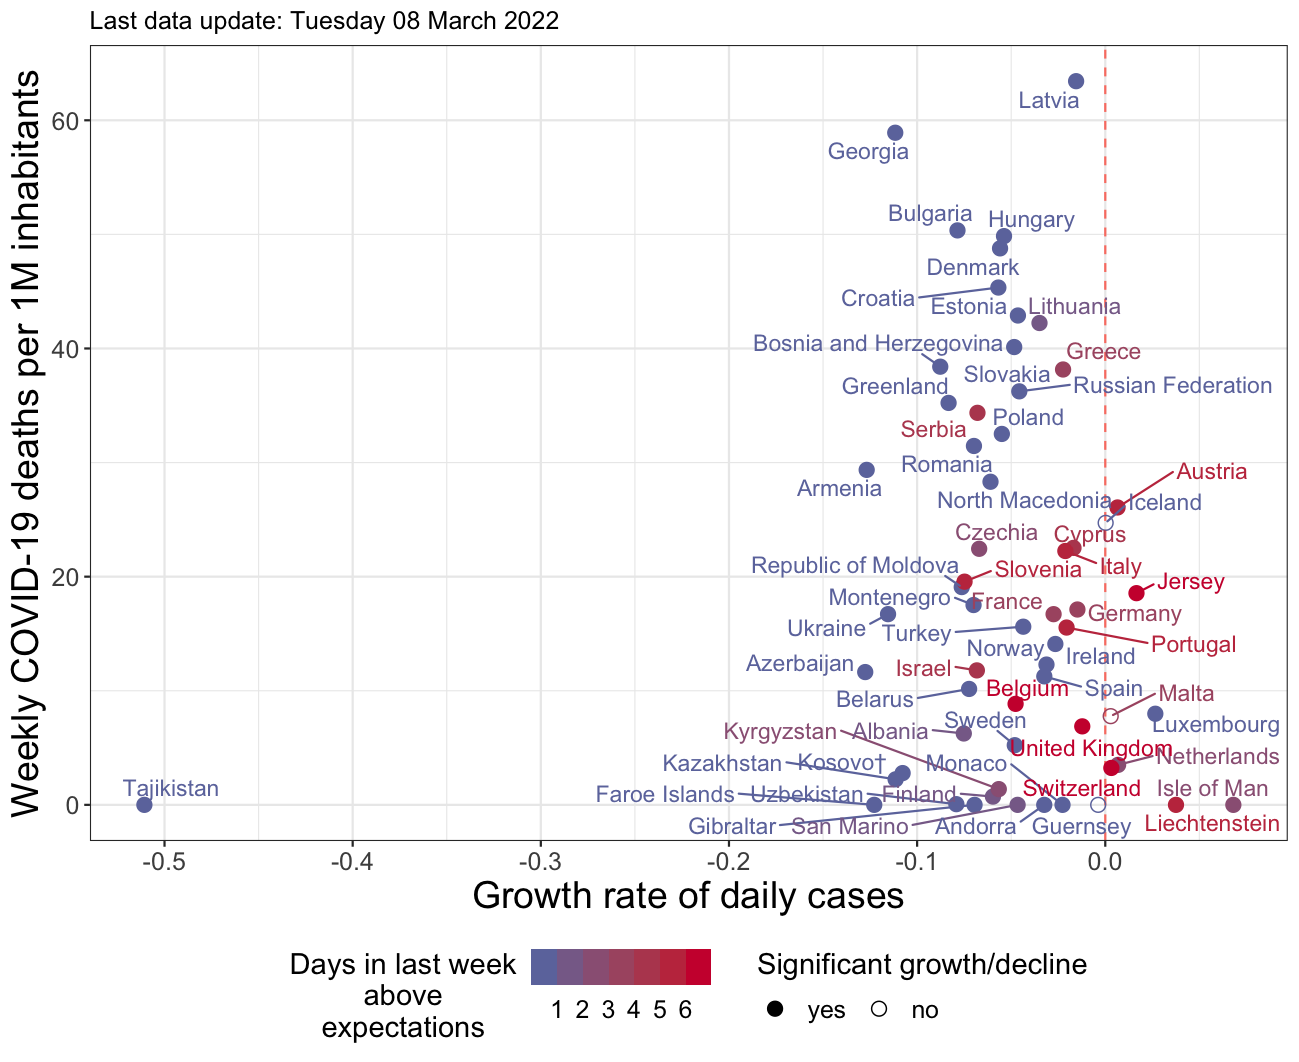 Last data update: Tuesday 08 March 2022
Weekly COVID-19 deaths per 1M inhabitants
60
40
20
0
Latvia
Georgia
Bulgaria
Hungary
Denmark
Croatia
Estonia
Lithuania
Bosnia and Herzegovina
Greece
Slovakia
Greenland
Russian Federation
Serbia
Poland
Romania
Armenia
Austria
North Macedonia
Iceland
Czechia
Cyprus
Republic of Moldova
Slovenia
Italy
Jersey
Montenegro
France
Germany
Ukraine
Turkey
Portugal
Norway
Ireland
Azerbaijan
Israel
Belgium
Spain
Malta
Belarus
Sweden
Luxembourg
Kyrgyzstan
Albania
United Kingdom
Netherlands
Kazakhstan
Kosovo†
Monaco
Tajikistan
Switzerland
Isle of Man
Faroe Islands
Uzbekistan
Finland
Gibraltar
San Marino
Andorra
Guernsey
Liechtenstein
-0.5
-0.4
-0.3
-0.2
-0.1
0.0
Growth rate of daily cases
Days in last week
above
expectations
1 2 3 4 5 6
Significant growth/decline
yes
no